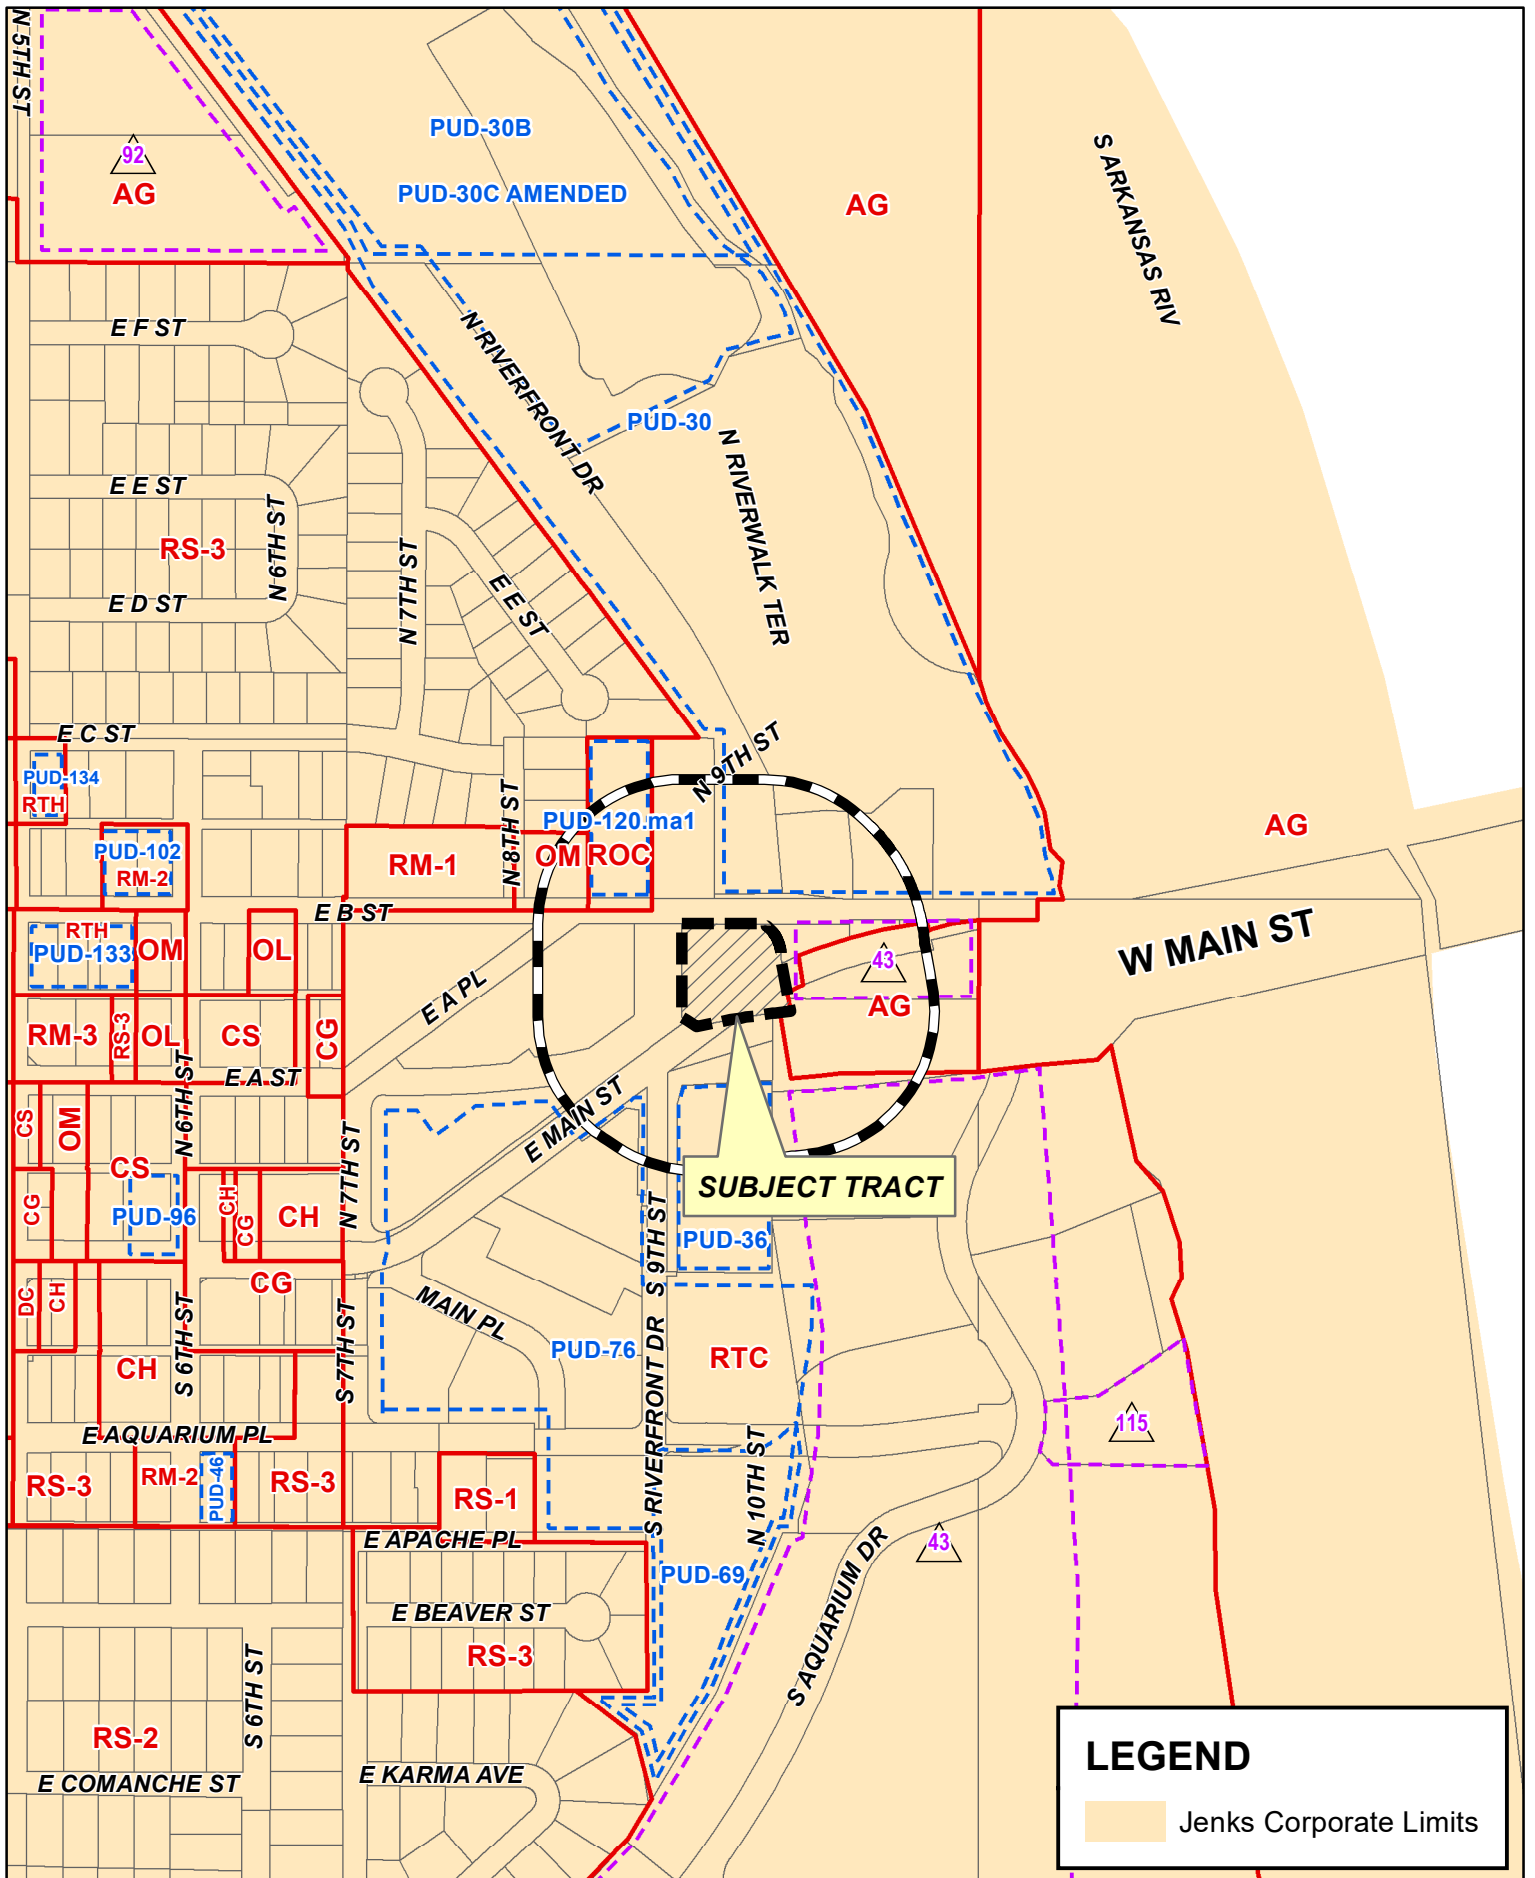 N 5TH ST
PUD-30B
92
AG
PUD-30C AMENDED
AG
S ARKANSAS RIV
E F ST
N RIVERFRONT DR
PUD-30
N RIVERWALK TER
E E ST
N 6TH ST
RS-3
N 7TH ST
E E ST
E D ST
E C ST
N 9TH ST
PUD-134
RTH
N 8TH ST
PUD-120.ma1
AG
PUD-102
RM-2
RM-1
OM
ROC
E B ST
RTH
PUD-133
OM
OL
W MAIN ST
43
E A PL
AG
RM-3
RS-3
OL
CS
CG
E A ST
N 6TH ST
CS
OM
E MAIN ST
N 7TH ST
CS
SUBJECT TRACT
CG
PUD-96
CH
CG
CH
S 9TH ST
PUD-36
CG
DC
CH
MAIN PL
S 6TH ST
S 7TH ST
PUD-76
RTC
CH
S RIVERFRONT DR
E AQUARIUM PL
115
RS-3
RM-2
PUD-46
RS-3
RS-1
N 10TH ST
E APACHE PL
43
PUD-69
S AQUARIUM DR
E BEAVER ST
RS-3
S 6TH ST
RS-2
E COMANCHE ST
E KARMA AVE
LEGEND
Jenks Corporate Limits